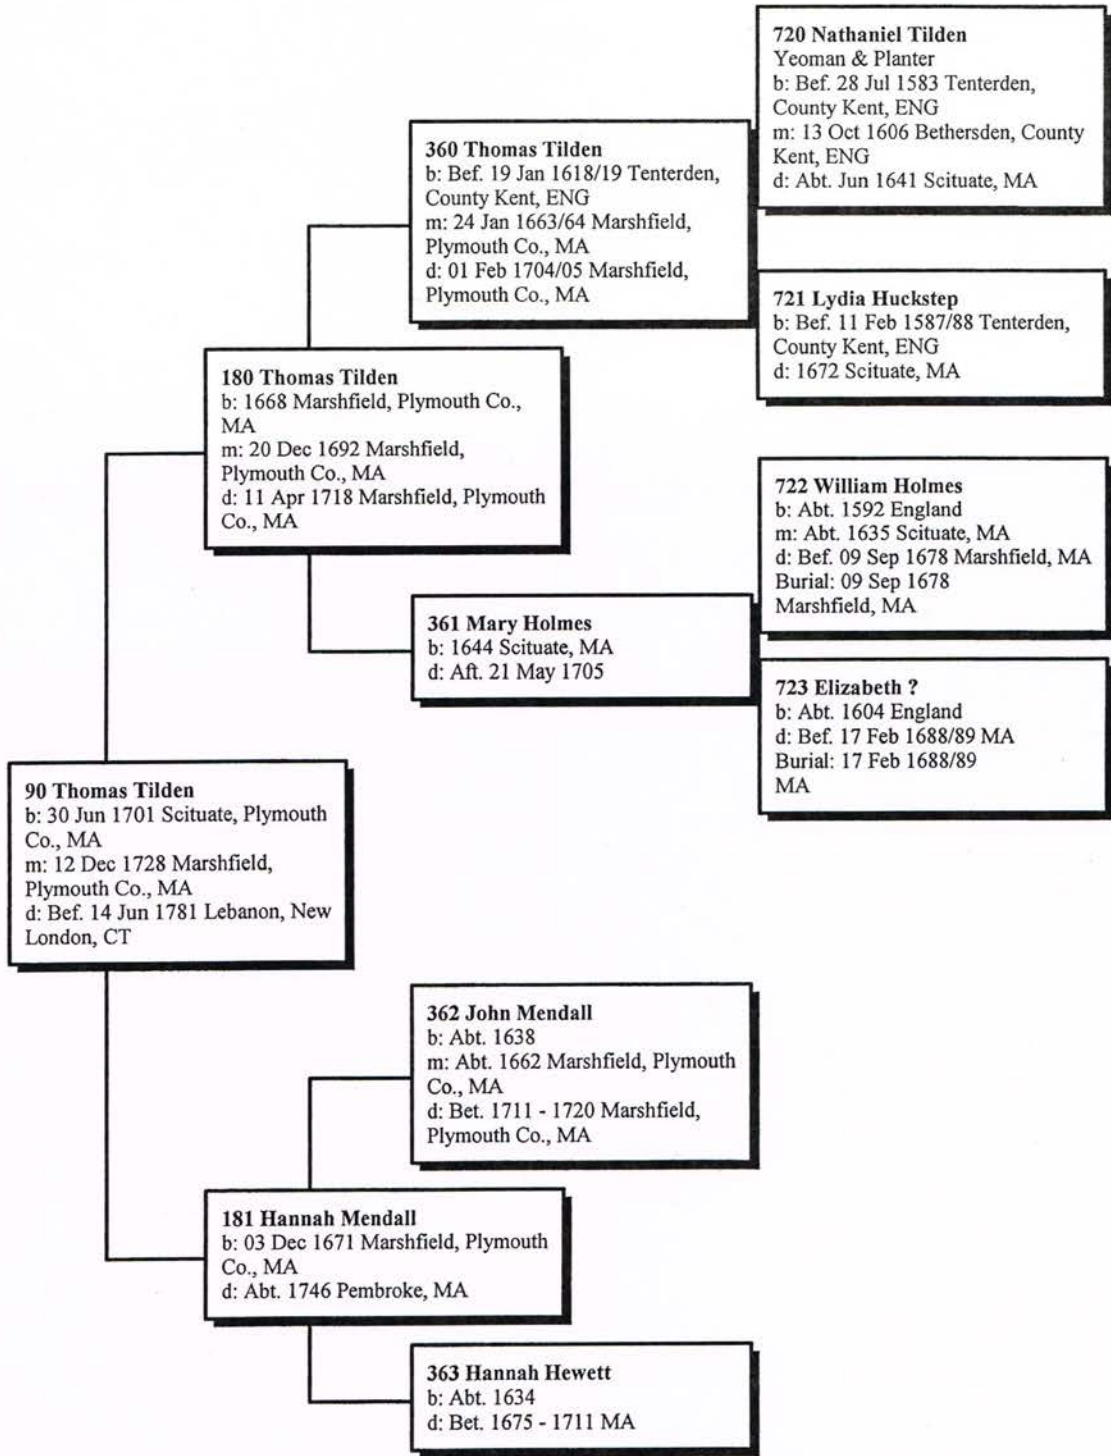 720 Nathaniel Tilden
Yeoman & Planter
b: Bef. 28 Jul 1583 Tenterden,
County Kent, ENG
m: 13 Oct 1606 Bethersden, County
Kent, ENG
d: Abt. Jun 1641 Scituate, MA
360 Thomas Tilden
b: Bef. 19 Jan 1618/19 Tenterden,
County Kent, ENG
m: 24 Jan 1663/64 Marshfield,
Plymouth Co., MA
d: 01 Feb 1704/05 Marshfield,
Plymouth Co., MA
721 Lydia Huckstep
b: Bef. 11 Feb 1587/88 Tenterden,
County Kent, ENG
d: 1672 Scituate, MA
180 Thomas Tilden
b: 1668 Marshfield, Plymouth Co.,
MA
m: 20 Dec 1692 Marshfield,
Plymouth Co., MA
d: 11 Apr 1718 Marshfield, Plymouth
Co., MA
722 William Holmes
b: Abt. 1592 England
m: Abt. 1635 Scituate, MA
d: Bef. 09 Sep 1678 Marshfield, MA
Burial: 09 Sep 1678
Marshfield, MA
361 Mary Holmes
b: 1644 Scituate, MA
d: Aft. 21 May 1705
723 Elizabeth ?
b: Abt. 1604 England
d: Bef. 17 Feb 1688/89 MA
Burial: 17 Feb 1688/89
MA
90 Thomas Tilden
b: 30 Jun 1701 Scituate, Plymouth
Co., MA
m: 12 Dec 1728 Marshfield,
Plymouth Co., MA
d: Bef. 14 Jun 1781 Lebanon, New
London, CT
362 John Mendall
b: Abt. 1638
m: Abt. 1662 Marshfield, Plymouth
Co., MA
d: Bet. 1711 - 1720 Marshfield,
Plymouth Co., MA
181 Hannah Mendall
b: 03 Dec 1671 Marshfield, Plymouth
Co., MA
d: Abt. 1746 Pembroke, MA
363 Hannah Hewett
b: Abt. 1634
d: Bet. 1675 - 1711 MA